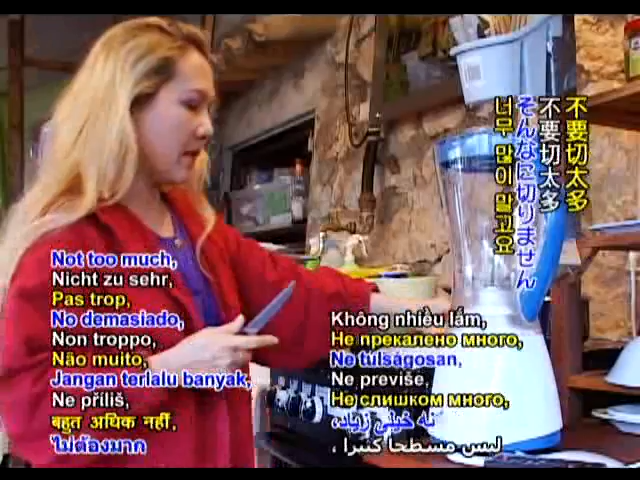 Not too much,
Nicht zu sehr,
Pas trop,
No demasiado,
Non troppo,
Não muito,
Jangan terlalu banyak,
Ne příliš,
बहुत अधिक नहीं,
ไม่ต้องมาก
Không nhiều lắm,
Не прекалено много,
Ne túlságosan,
Ne previše,
Не слишком много,
نه خیلی زیاد،
ليس مسطحا كثيرا ،
不要切太多
不要切太多
そんなに切りません
너무 많이 말고요